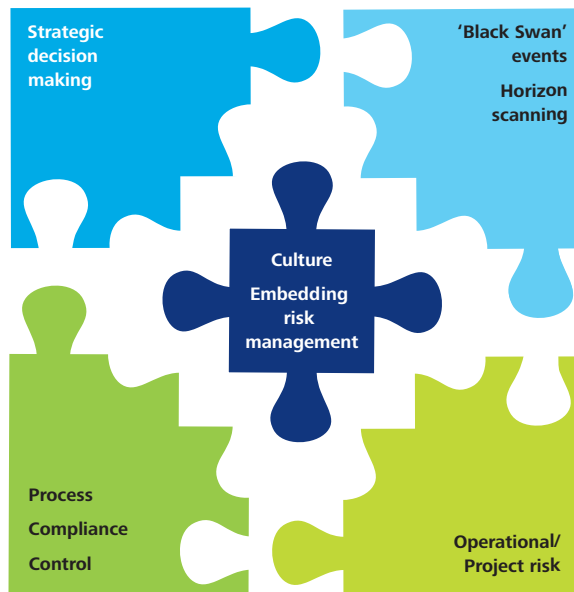 Strategic
decision
making
‘Black Swan’
events
Horizon
scanning
Culture
Embedding
risk
management
Process
Compliance
Control
Operational/
Project risk